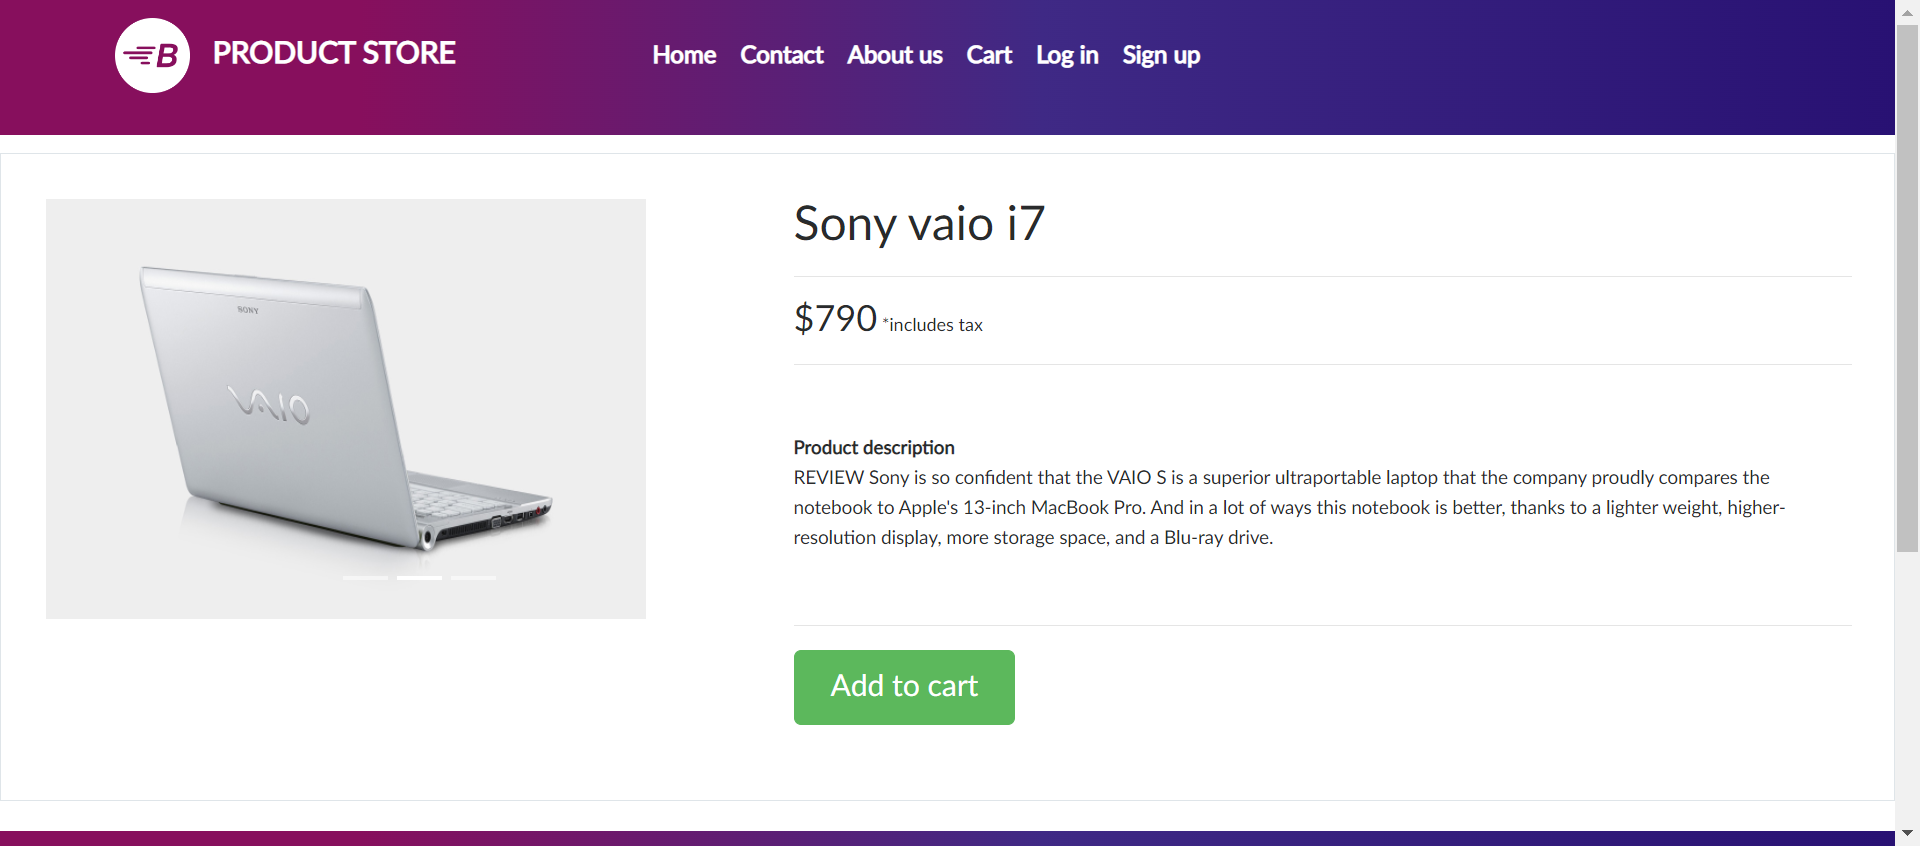 B PRODUCT STORE Home Contact About us Cart Log in Sign up
SONY
VAIO
Sony vaio i7
$790 *includes tax
Product description
REVIEW Sony is so confident that the VAIO S is a superior ultraportable laptop that the company proudly compares the
notebook to Apple's 13-inch MacBook Pro. And in a lot of ways this notebook is better, thanks to a lighter weight, higher-
resolution display, more storage space, and a Blu-ray drive.
Add to cart